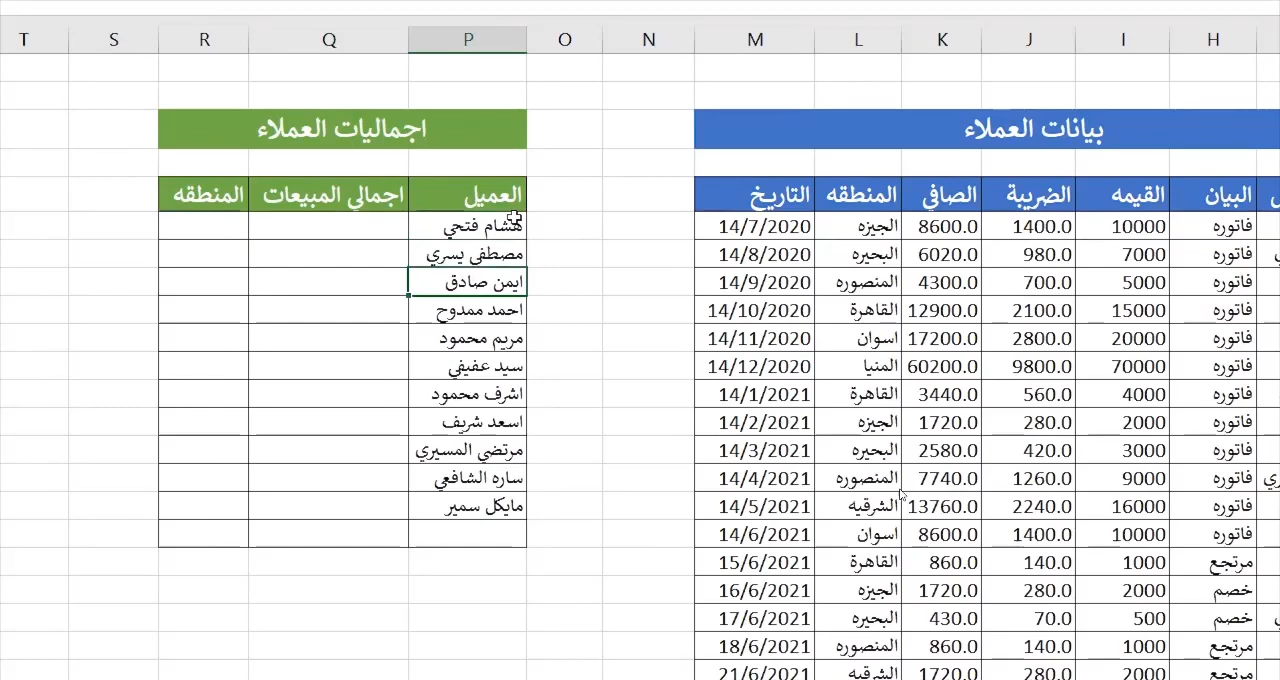 T S R Q P O N M L K J I H
بيانات العملاء
اجماليات العملاء
البيان القيمه الضريبة الصافي المنطقه التاريخ
فاتوره 10000 1400.0 8600.0 الجيزه 14/7/2020
فاتوره 7000 980.0 6020.0 البحيره 14/8/2020
فاتوره 5000 700.0 4300.0 المنصوره 14/9/2020
فاتوره 15000 2100.0 12900.0 القاهرة 14/10/2020
فاتوره 20000 2800.0 17200.0 اسوان 14/11/2020
فاتوره 70000 9800.0 60200.0 المنيا 14/12/2020
فاتوره 4000 560.0 3440.0 القاهرة 14/1/2021
فاتوره 2000 280.0 1720.0 الجيزه 14/2/2021
فاتوره 3000 420.0 2580.0 البحيره 14/3/2021
فاتوره 9000 1260.0 7740.0 المنصوره 14/4/2021
فاتوره 16000 2240.0 13760.0 الشرقيه 14/5/2021
فاتوره 10000 1400.0 8600.0 اسوان 14/6/2021
مرتجع 1000 140.0 860.0 القاهرة 15/6/2021
خصم 2000 280.0 1720.0 الجيزه 16/6/2021
خصم 500 70.0 430.0 البحيره 17/6/2021
مرتجع 1000 140.0 860.0 المنصوره 18/6/2021
مرتجع 2000 280.0 1720.0 الشرقيه 21/6/2021
العميل اجمالي المبيعات المنطقه
هشام فتحي
مصطفى يسري
ايمن صادق
احمد ممدوح
مريم محمود
سيد عفيفي
اشرف محمود
اسعد شريف
مرتضي المسيري
ساره الشافعي
مايكل سمير